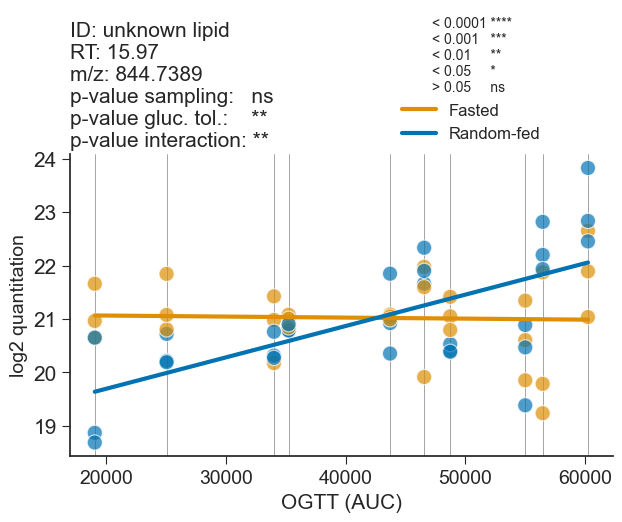 ID: unknown lipid
RT: 15.97
m/z: 844.7389
p-value sampling: ns
p-value gluc. tol.: **
p-value interaction: **
< 0.0001 ****
< 0.001 ***
< 0.01 **
< 0.05 *
> 0.05 ns
Fasted
Random-fed
24
23
22
21
20
19
log2 quantitation
20000 30000 40000 50000 60000
OGTT (AUC)